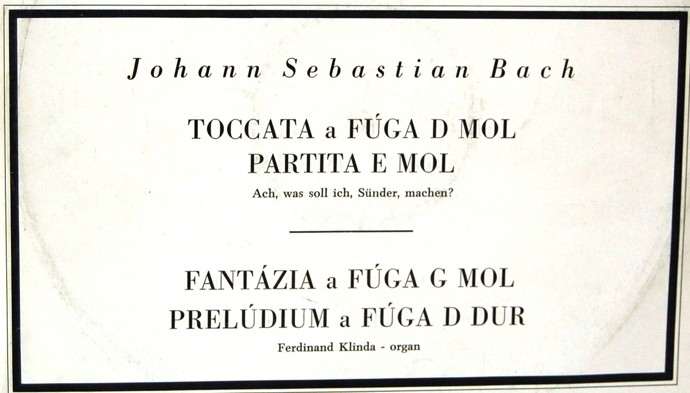 Johann Sebastian Bach
TOCCATA a FÚGA D MOL
PARTITA E MOL
Ach, was soll ich, Sünder, machen?
FANTÁZIA a FÚGA G MOL
PRELÚDIUM a FÚGA D DUR
Ferdinand Klinda - organ